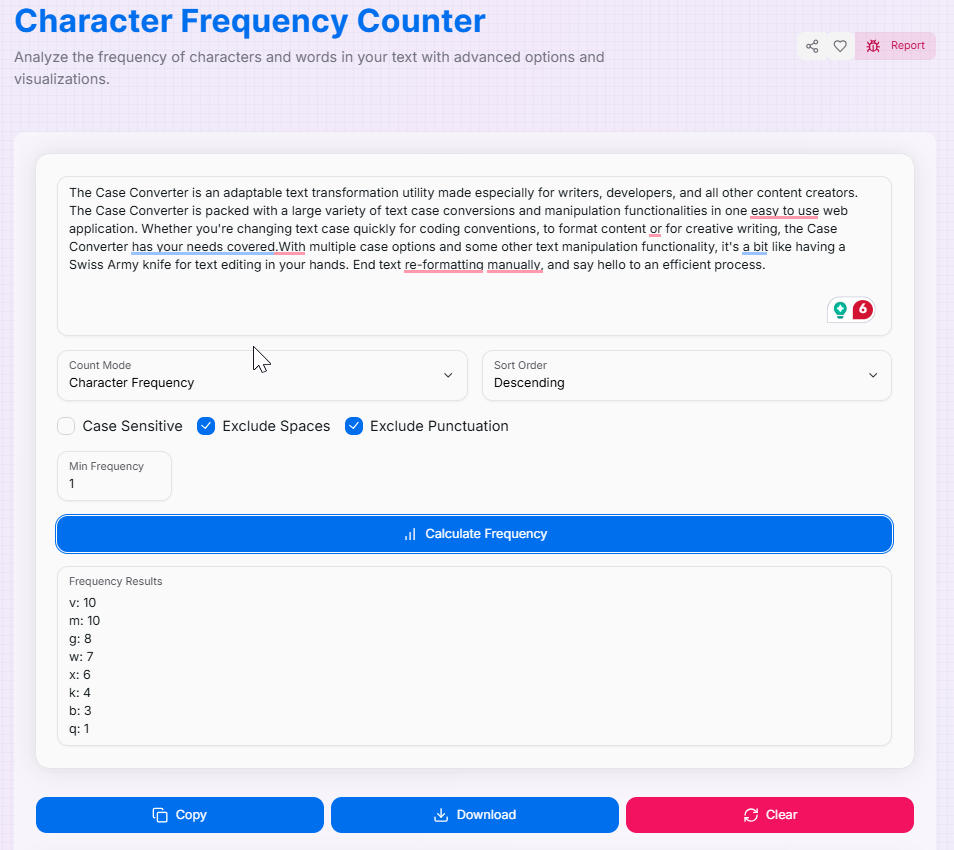 Character Frequency Counter
Analyze the frequency of characters and words in your text with advanced options and
visualizations.
Report
The Case Converter is an adaptable text transformation utility made especially for writers, developers, and all other content creators.
The Case Converter is packed with a large variety of text case conversions and manipulation functionalities in one easy to use web
application. Whether you're changing text case quickly for coding conventions, to format content or for creative writing, the Case
Converter has your needs covered.With multiple case options and some other text manipulation functionality, it's a bit like having a
Swiss Army knife for text editing in your hands. End text re-formatting manually, and say hello to an efficient process.
6
Count Mode
Character Frequency
Sort Order
Descending
Case Sensitive
Exclude Spaces
Exclude Punctuation
Min Frequency
1
Calculate Frequency
Frequency Results
v: 10
m: 10
g: 8
w: 7
x: 6
k: 4
b: 3
q: 1
Copy
Download
Clear